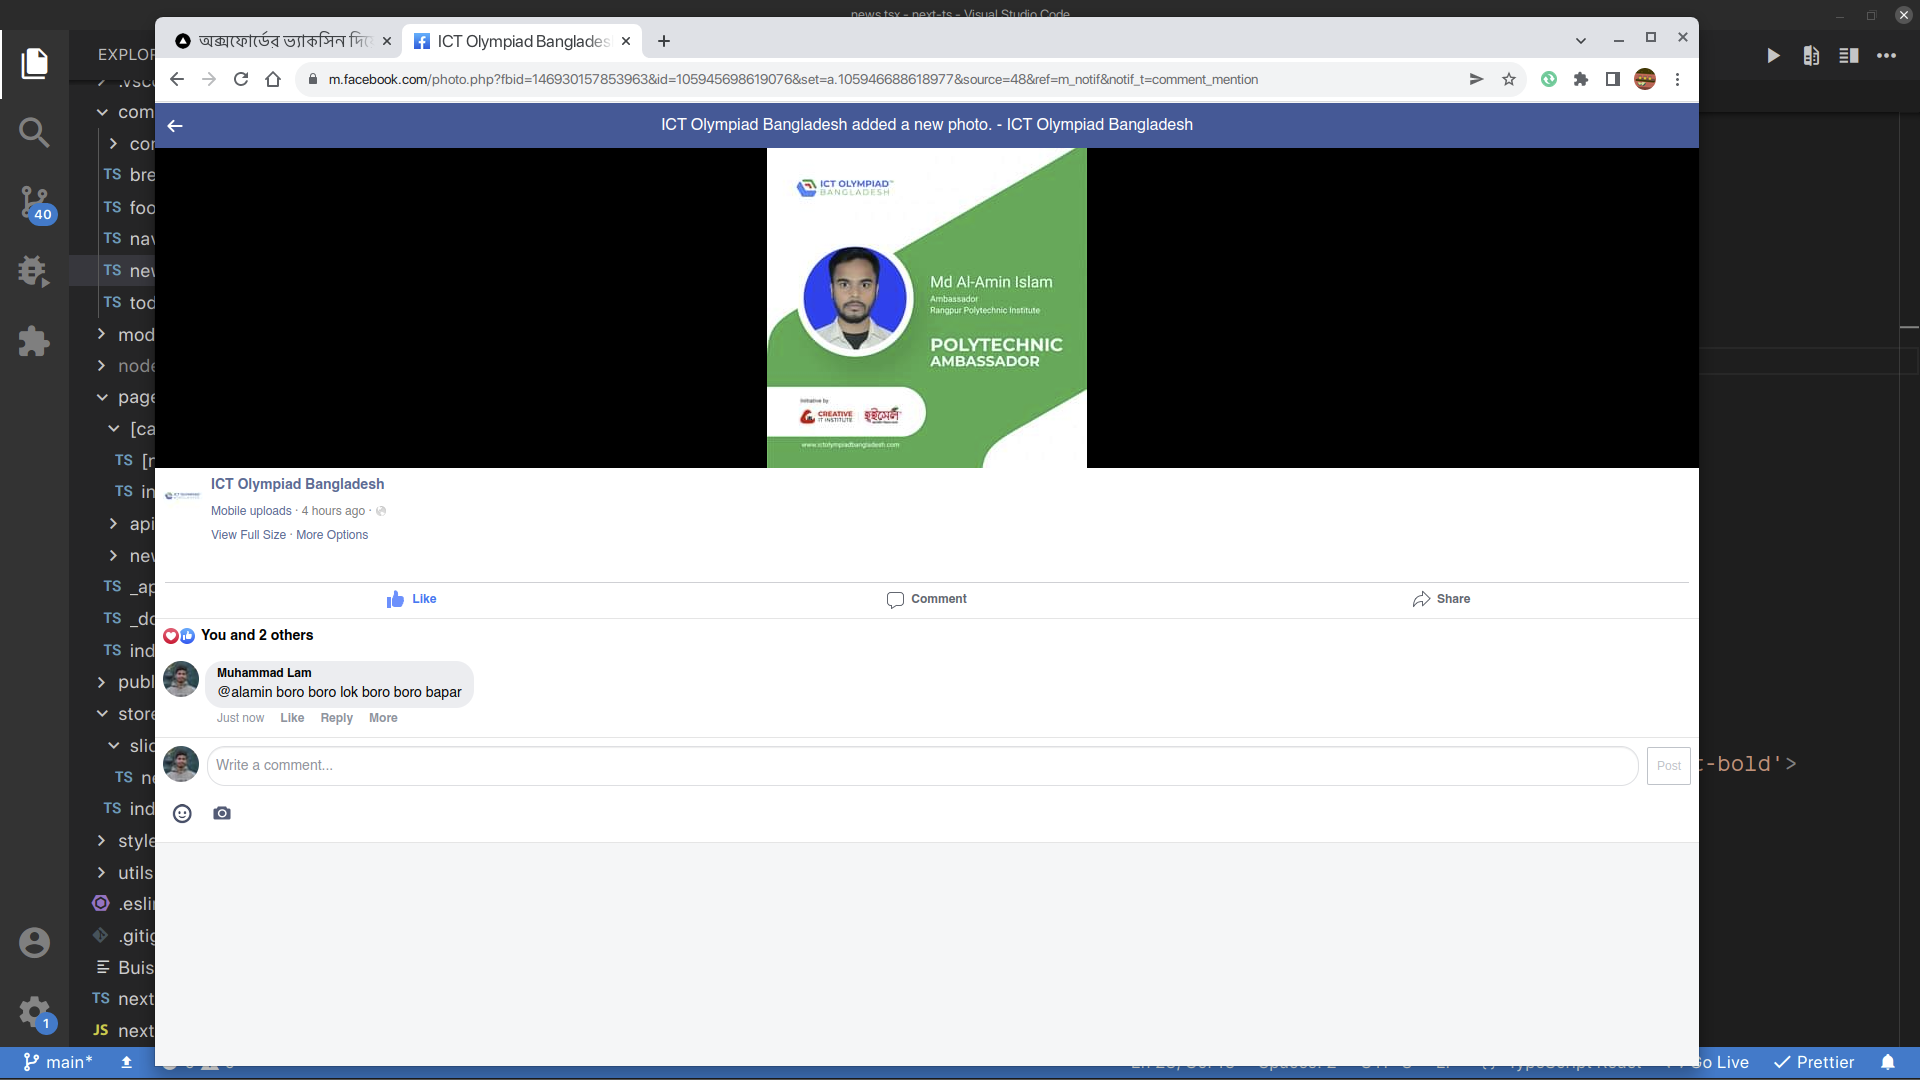 news.tsx - next-ts - Visual Studio Code
অক্সফোর্ডের ভ্যাকসিন দিয়ে
ICT Olympiad Banglades
m.facebook.com/photo.php?fbid=146930157853963&id=105945698619076&set=a.105946688618977&source=48&ref=m_notif&notif_t=comment_mention
ICT Olympiad Bangladesh added a new photo. - ICT Olympiad Bangladesh
ICT OLYMPIAD™
BANGLADESH
Md Al-Amin Islam
Ambassador
Rangpur Polytechnic Institute
POLYTECHNIC
AMBASSADOR
Initiative by
CREATIVE
IT INSTITUTE
হুইসেল
www.ictolympiadbangladesh.com
ICT Olympiad Bangladesh
Mobile uploads · 4 hours ago ·
View Full Size · More Options
Like
Comment
Share
You and 2 others
Muhammad Lam
@alamin boro boro lok boro boro bapar
Just now Like Reply More
Write a comment...
Post
EXPLOR
.vsc
com
cor
TS bre
TS foo
TS nav
TS nev
TS tod
mod
node
page
[ca
TS [n
TS in
api
nev
TS _ap
TS _do
TS ind
publ
store
slic
TS ne
TS ind
style
utils
.eslin
.gitig
Buis
TS next
JS next
40
1
t-bold'>
main*
Go Live
Prettier